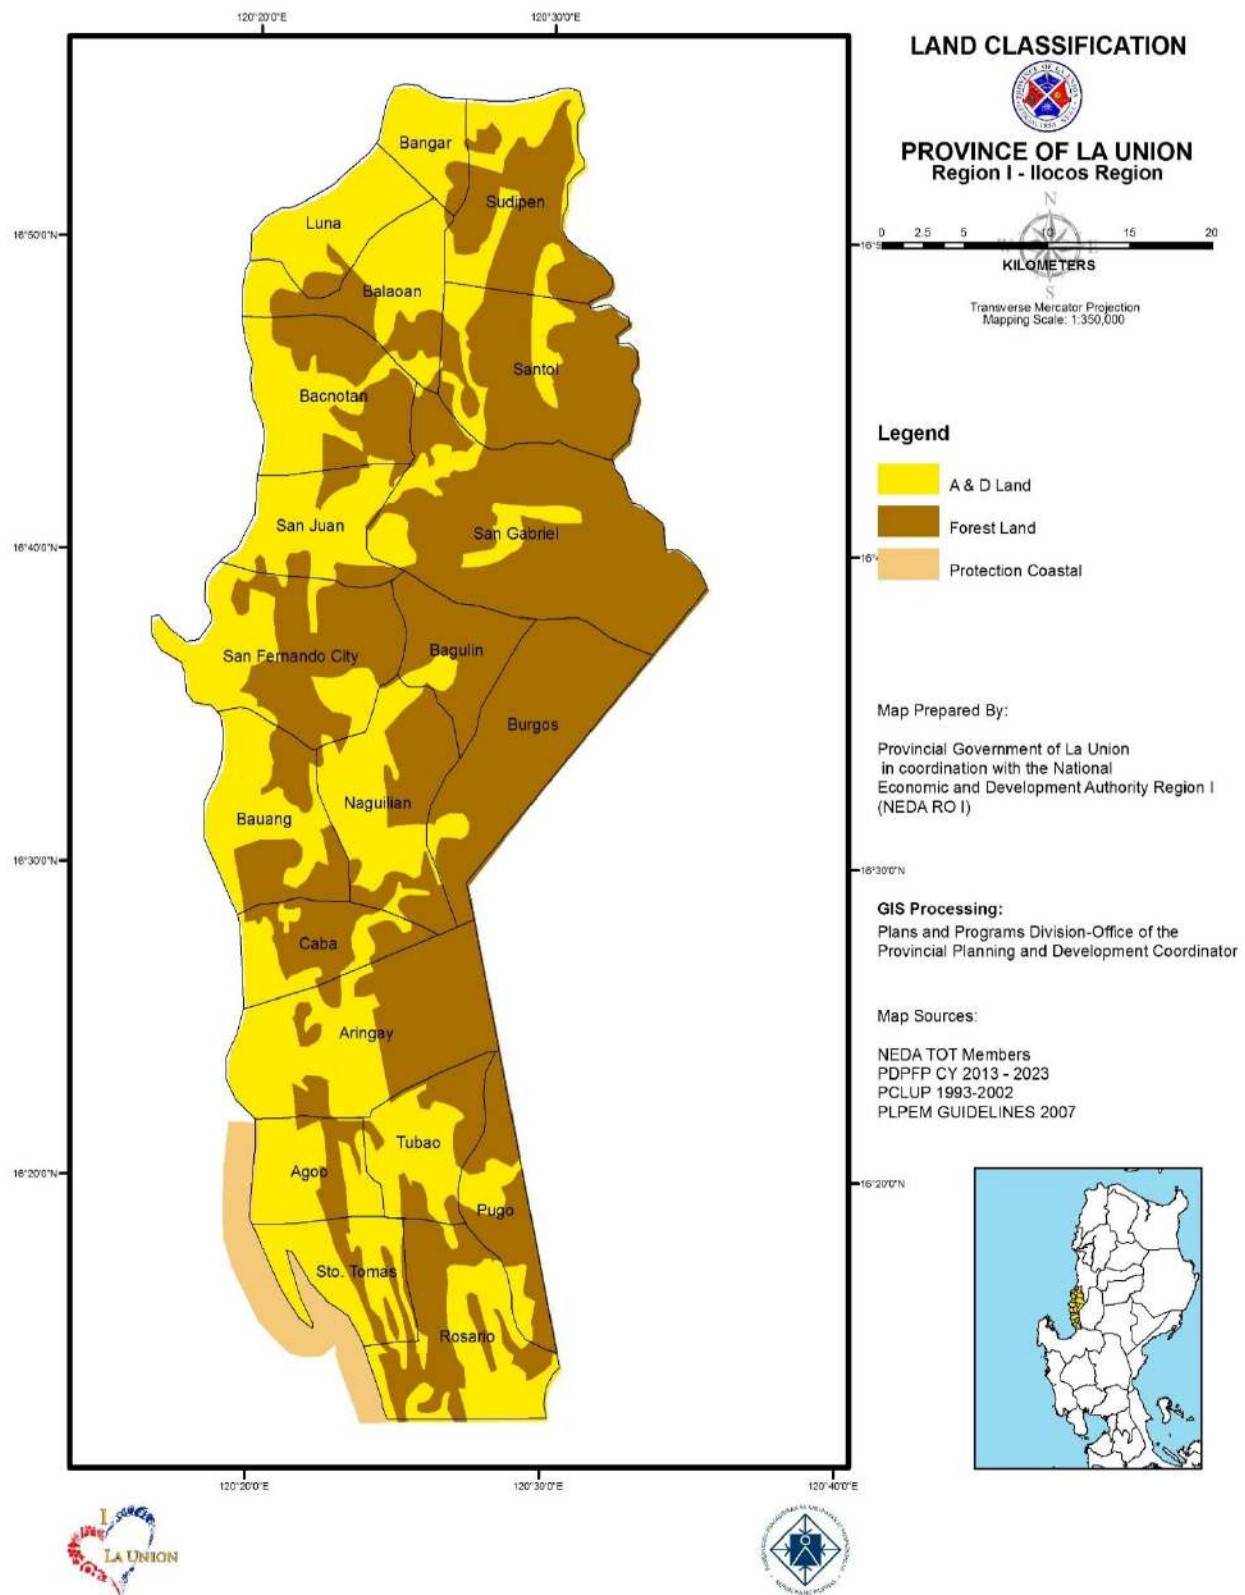 120°20'0"E
120°30'0"E
LAND CLASSIFICATION
PROVINCE OF LA UNION
Region I - Ilocos Region
N
0 2.5 5 10 15 20
E
KILOMETERS
S
Transverse Mercator Projection
Mapping Scale: 1:350,000
Bangar
Sudipen
Luna
16°50'0"N
Balaoan
Santol
Bacnotan
Legend
A & D Land
San Juan
San Gabriel
Forest Land
16°40'0"N
Protection Coastal
San Fernando City
Bagulin
Burgos
Map Prepared By:
Provincial Government of La Union
in coordination with the National
Economic and Development Authority Region I
(NEDA RO I)
Naguilian
Bauang
16°30'0"N
16°30'0"N
GIS Processing:
Plans and Programs Division-Office of the
Provincial Planning and Development Coordinator
Caba
Aringay
Map Sources:
NEDA TOT Members
PDPFP CY 2013 - 2023
PCLUP 1993-2002
PLPEM GUIDELINES 2007
Tubao
Agoo
16°20'0"N
16°20'0"N
Pugo
Sto. Tomas
Rosario
120°20'0"E
120°30'0"E
120°40'0"E
I
LA UNION